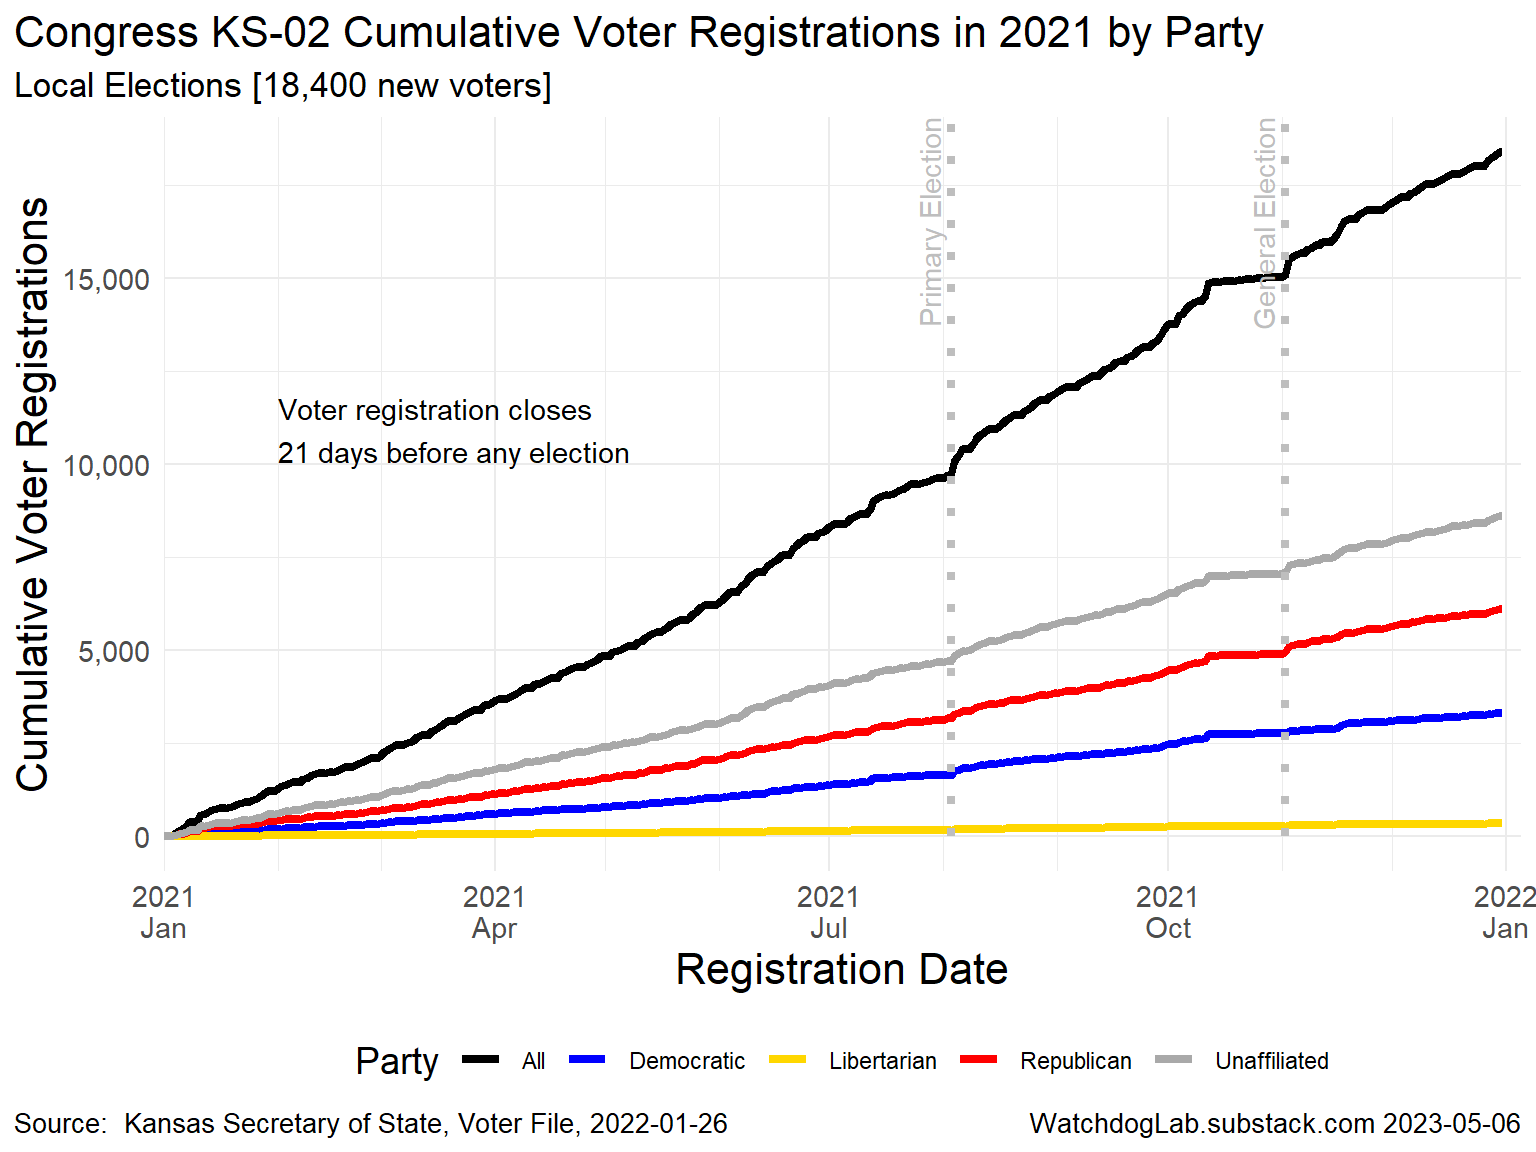 Congress KS-02 Cumulative Voter Registrations in 2021 by Party
Local Elections [18,400 new voters]
Cumulative Voter Registrations
15,000
10,000
5,000
0
Primary Election
General Election
Voter registration closes
21 days before any election
2021 2021 2021 2021 2022
Jan Apr Jul Oct Jan
Registration Date
Party All Democratic Libertarian Republican Unaffiliated
Source:  Kansas Secretary of State, Voter File, 2022-01-26
WatchdogLab.substack.com 2023-05-06